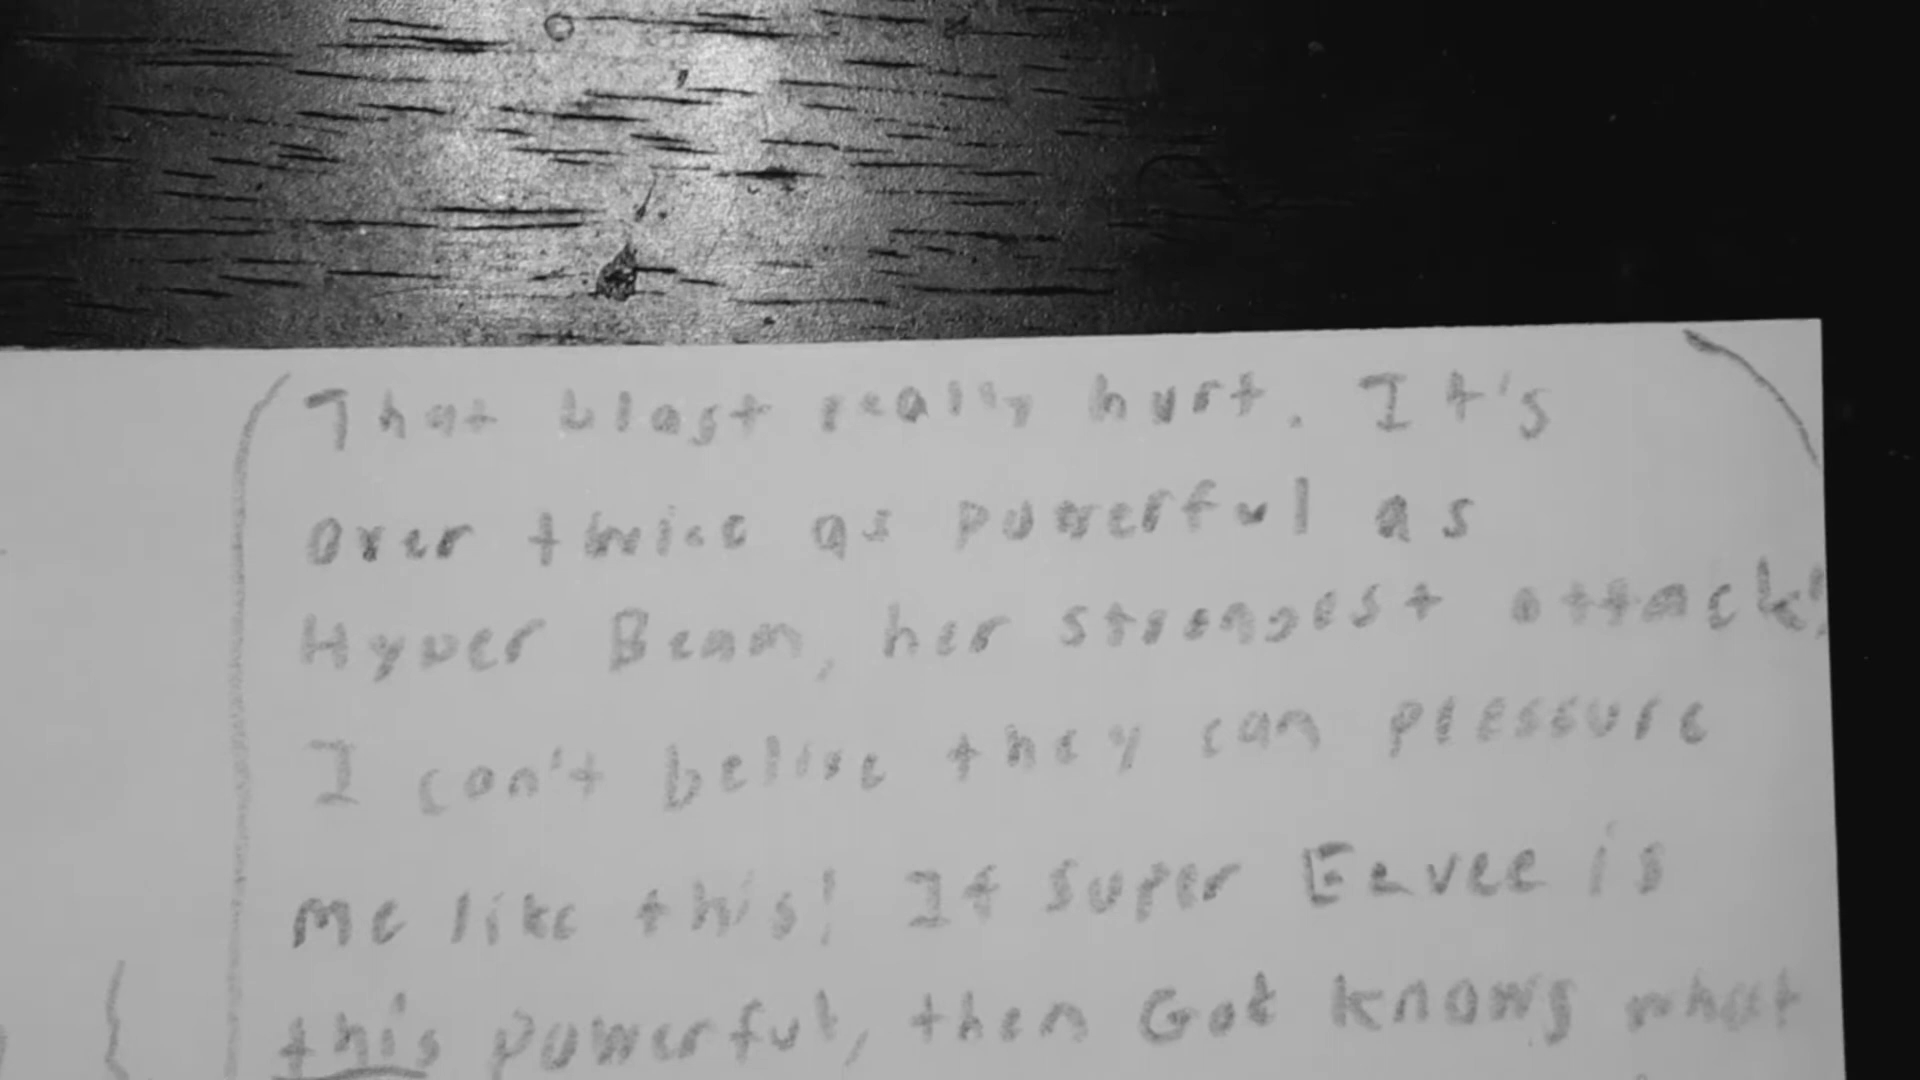 That blast really hurt. It's
over twice as powerful as
Hyper Beam, her strongest attack!
I can't belive they can pressure
me like this! If Super Eevee is
this powerful, then God knows what